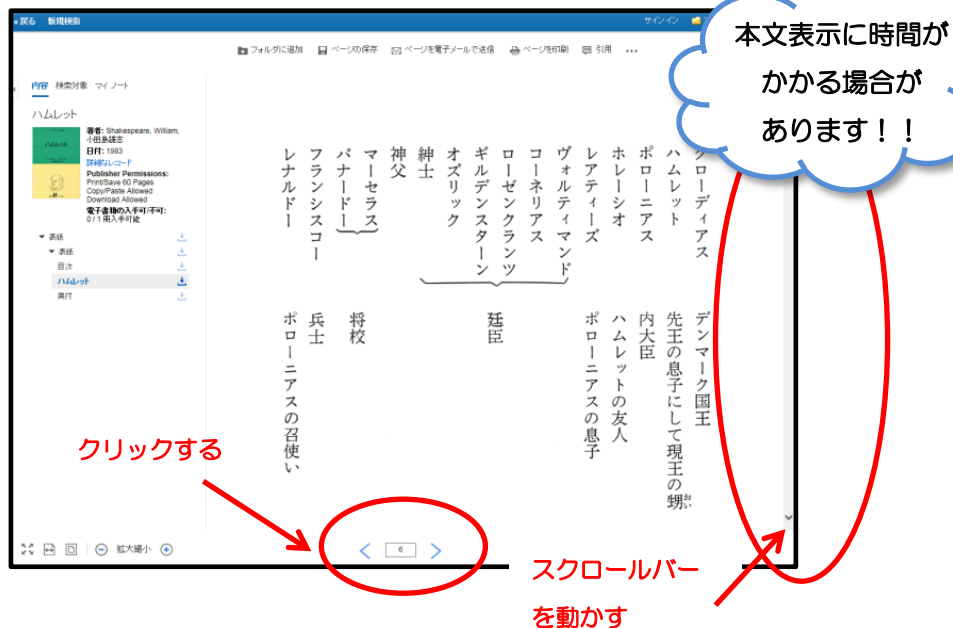 戻る 新規検索
サインイン
フォルダに追加 ページの保存 ページを電子メールで送信 ページを印刷 引用 •••
本文表示に時間が
かかる場合が
あります！！
内容 検索対象 マイ ノート
ハムレット
著者: Shakespeare, William,
小田島雄志
日付: 1983
詳細なレコード
Publisher Permissions:
Print/Save 60 Pages
Copy/Paste Allowed
Download Allowed
電子書籍の入手可/不可:
0 / 1 冊入手可能
表紙
表紙
目次
ハムレット
奥付
クローディアス デンマーク国王
ハムレット 先王の息子にして現王の甥
おい
ポローニアス 内大臣
ホレーシオ ハムレットの友人
レアティーズ ポローニアスの息子
ヴォルティマンド
コーネリアス
ローゼンクランツ
ギルデンスターン
オズリック
紳士
廷臣
神父
マーセラス
バナードー
将校
フランシスコー 兵士
レナルドー ポローニアスの召使い
クリックする
拡大縮小
6
スクロールバー
を動かす